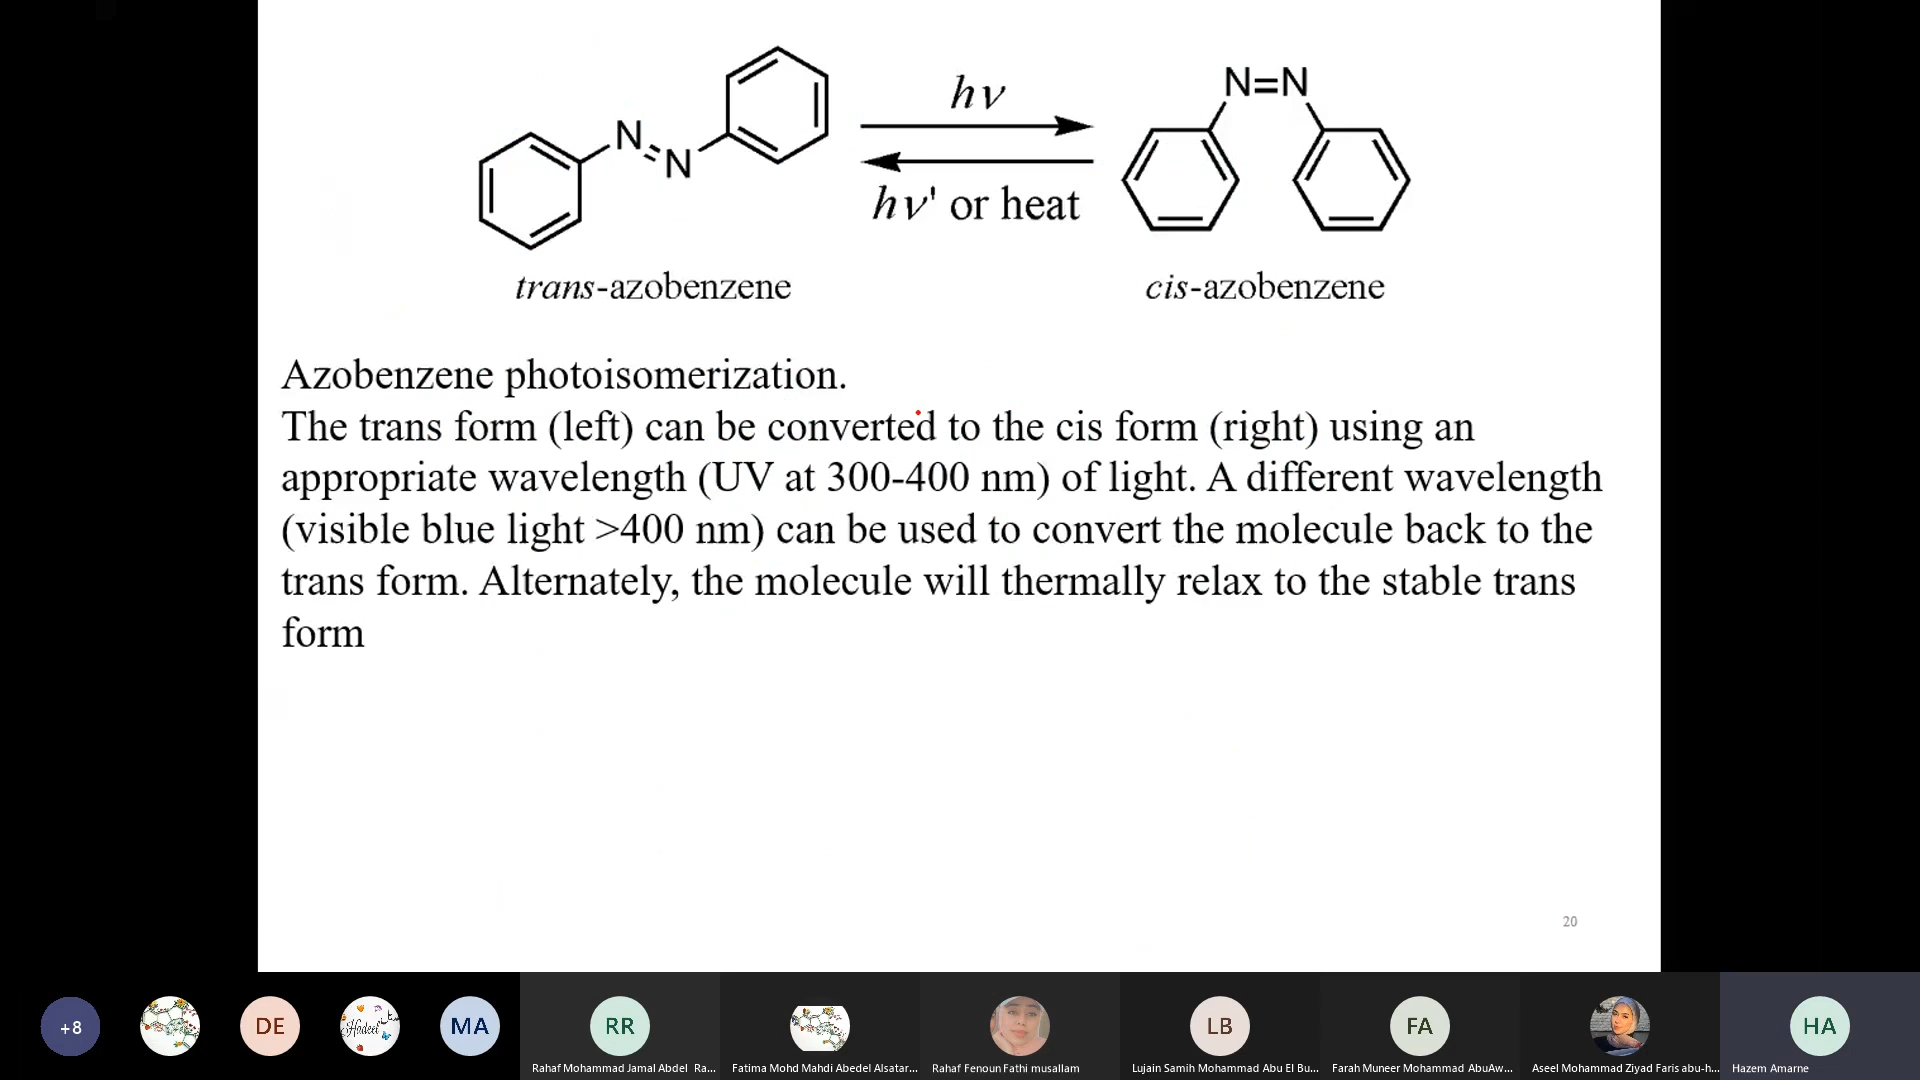 N=N
hν
N
N
hν' or heat
trans-azobenzene
cis-azobenzene
Azobenzene photoisomerization.
The trans form (left) can be converted to the cis form (right) using an
appropriate wavelength (UV at 300-400 nm) of light. A different wavelength
(visible blue light >400 nm) can be used to convert the molecule back to the
trans form. Alternately, the molecule will thermally relax to the stable trans
form
20
+8
DE
Hadeel
MA
RR
LB
FA
HA
Rahaf Mohammad Jamal Abdel Ra...
Fatima Mohd Mahdi Abedel Alsatar...
Rahaf Fenoun Fathi musallam
Lujain Samih Mohammad Abu El Bu...
Farah Muneer Mohammad AbuAw...
Aseel Mohammad Ziyad Faris abu-h...
Hazem Amarne